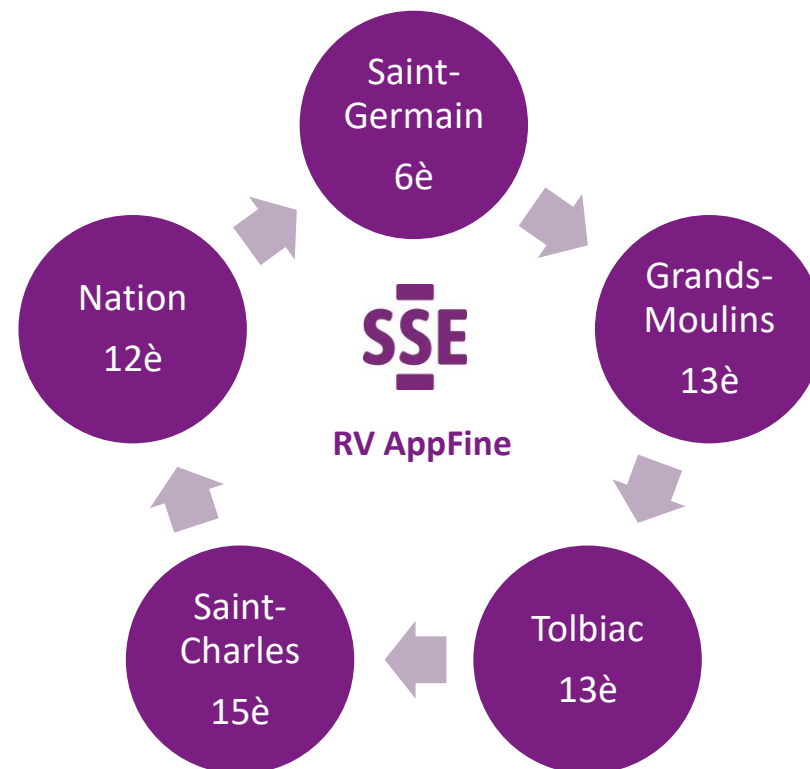 Saint-
Germain
6è
Grands-
Moulins
13è
Tolbiac
13è
Saint-
Charles
15è
Nation
12è
SSE
RV AppFine